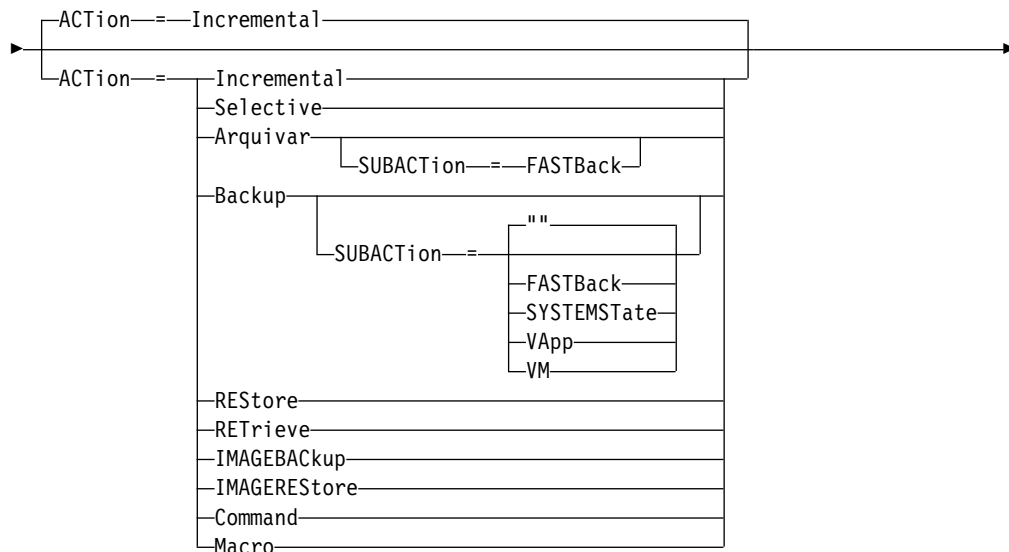 ACTion = Incremental
ACTion = Incremental
Selective
Arquivar
SUBACTion = FASTBack
Backup
""
SUBACTion =
FASTBack
SYSTEMSTate
VApp
VM
REStore
RETrieve
IMAGEBACkup
IMAGEREStore
Command
Macro